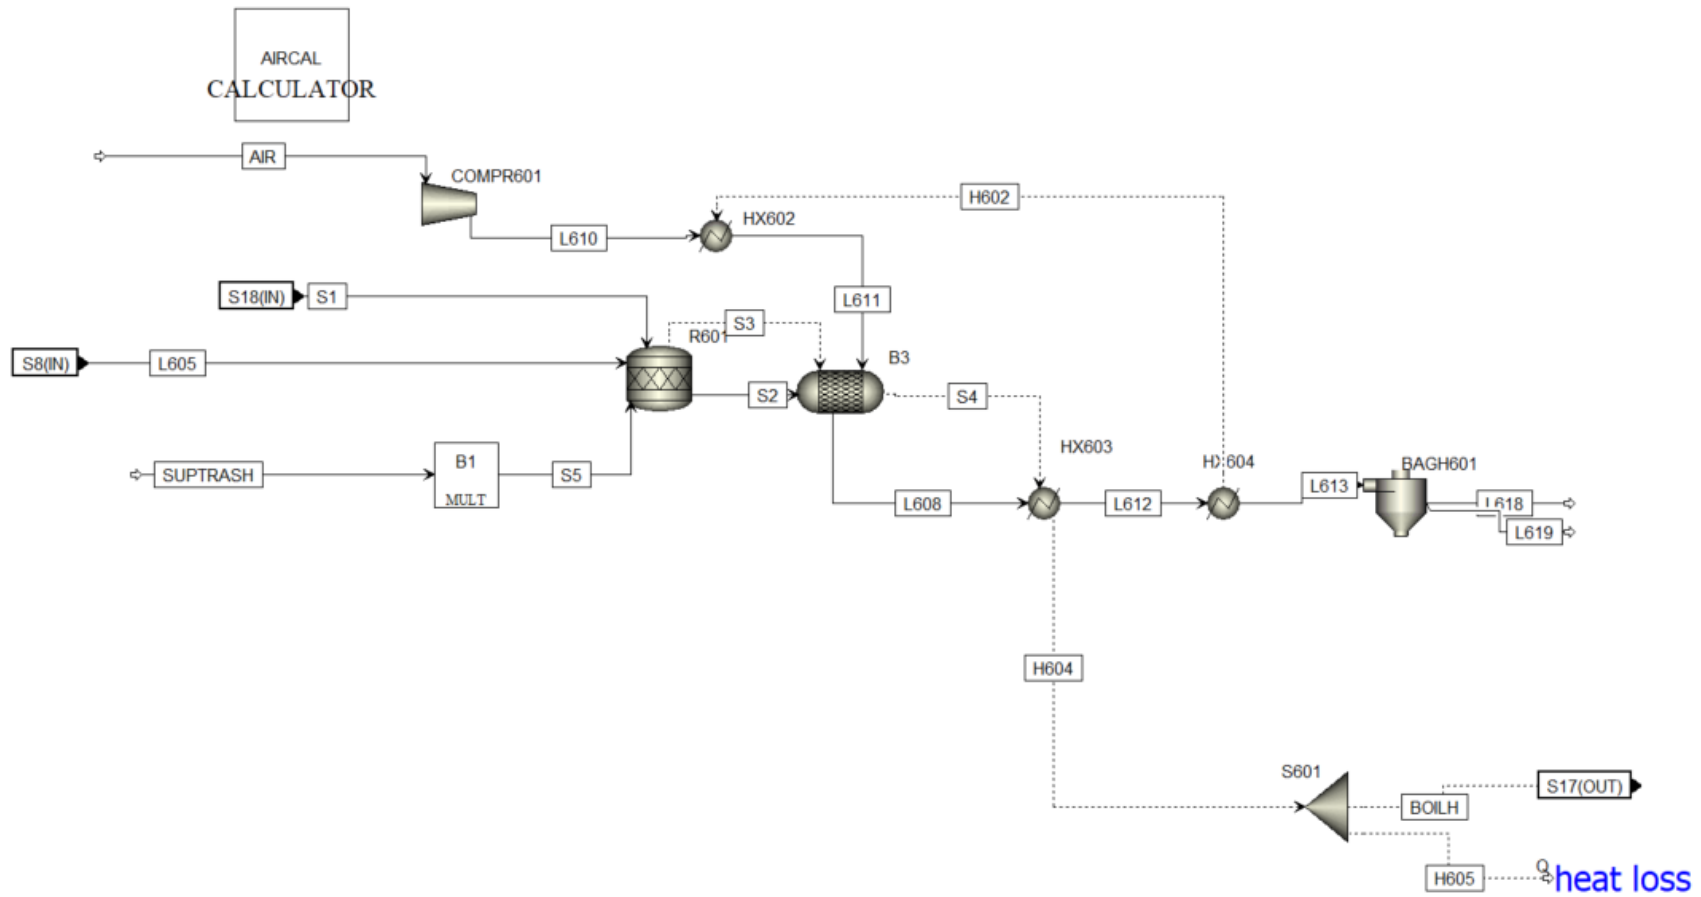 AIRCAL
CALCULATOR
AIR
COMPR601
H602
HX602
L610
S18(IN)
S1
L611
S3
R601
S8(IN)
L605
B3
S2
S4
HX603
SUPTRASH
B1
MULT
S5
HX604
BAGH601
L608
L612
L613
L618
L619
H604
S601
S17(OUT)
BOILH
H605
Q
heat loss